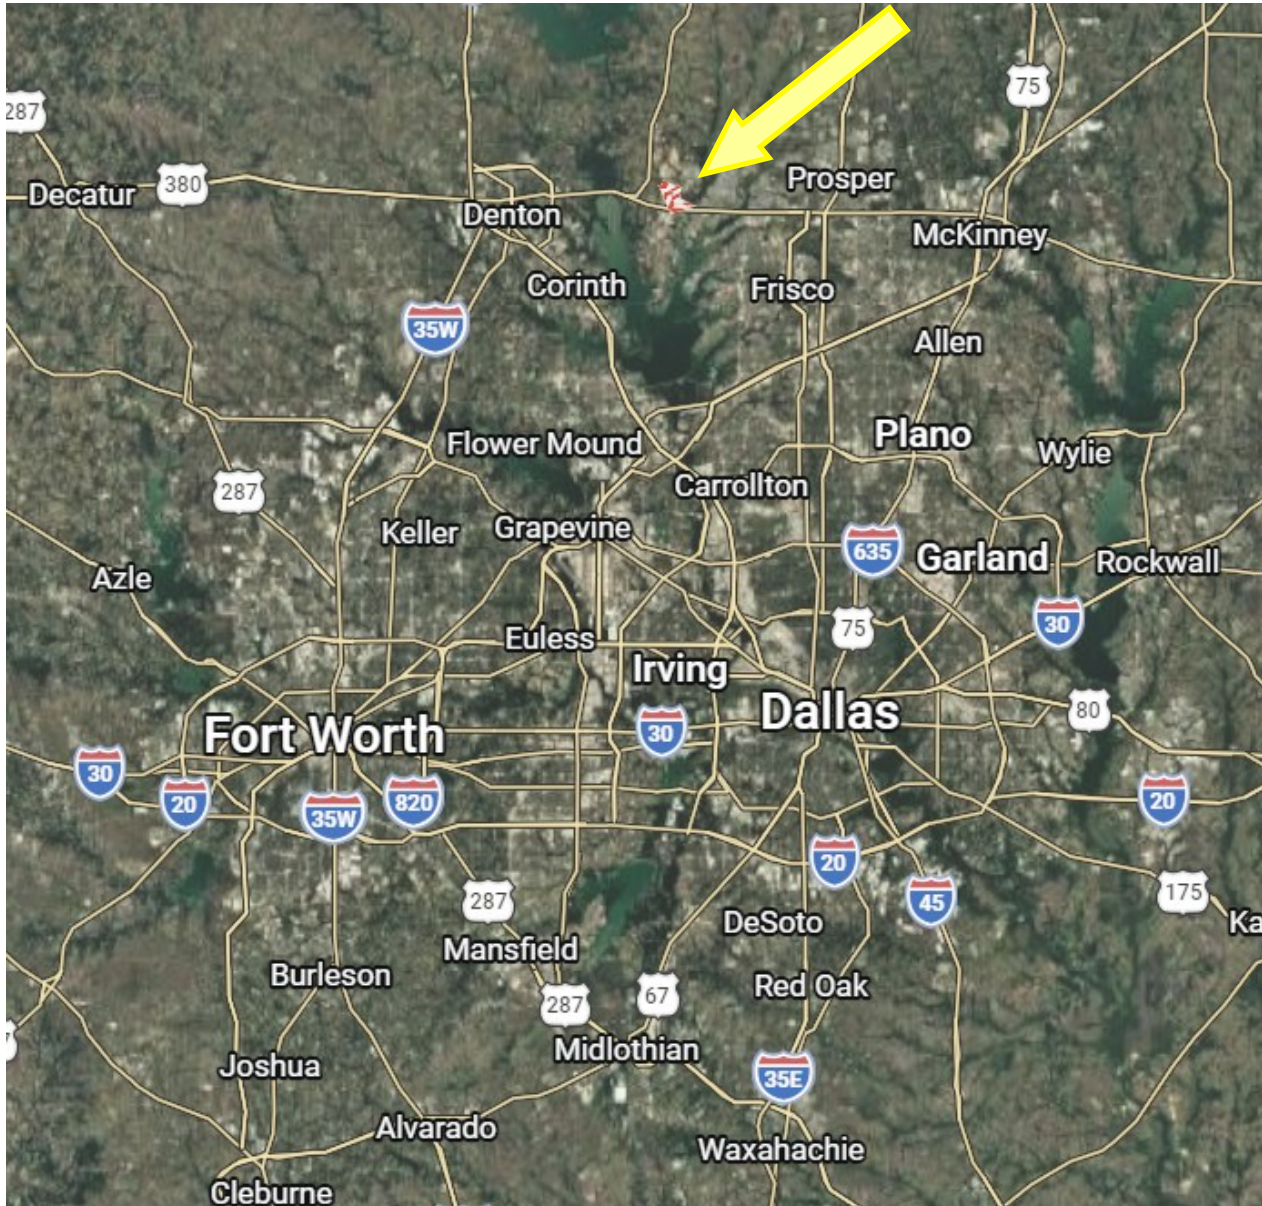 75
287
Prosper
380
Decatur
Denton
McKinney
Corinth
Frisco
35W
Allen
Plano
Flower Mound
Wylie
Carrollton
287
Grapevine
Keller
635
Garland
Rockwall
Azle
30
75
Euless
Irving
Dallas
80
30
Fort Worth
30
20
820
20
35W
20
175
287
45
DeSoto
Ka
Mansfield
Burleson
Red Oak
67
287
7
Midlothian
Joshua
35E
Alvarado
Waxahachie
Cleburne